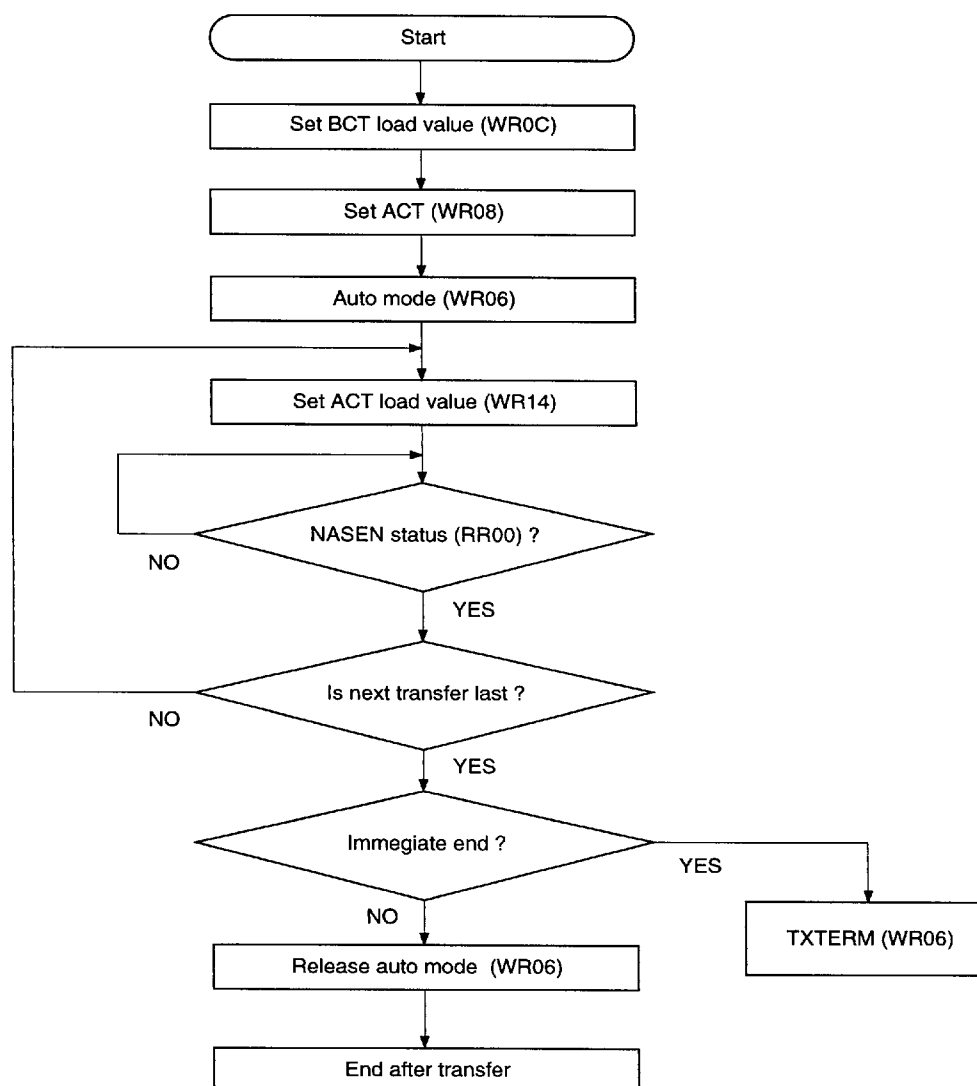 Start
Set BCT load value (WR0C)
Set ACT (WR08)
Auto mode (WR06)
Set ACT load value (WR14)
NASEN status (RR00) ?
NO
YES
Is next transfer last ?
NO
YES
Immegiate end ?
YES
NO
TXTERM (WR06)
Release auto mode (WR06)
End after transfer